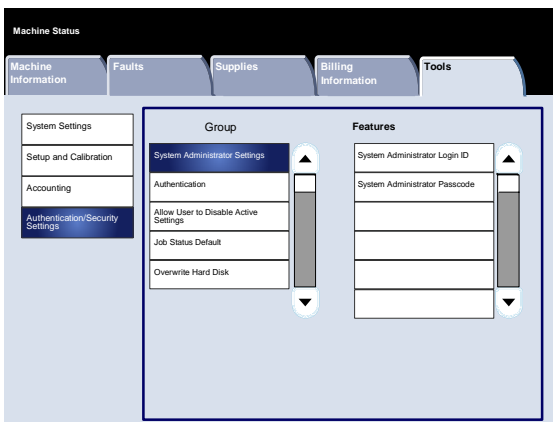 Machine Status
Machine
Information
Faults
Supplies
Billing
Information
Tools
System Settings
Setup and Calibration
Accounting
Authentication/Security
Settings
Group
System Administrator Settings
Authentication
Allow User to Disable Active
Settings
Job Status Default
Overwrite Hard Disk
Features
System Administrator Login ID
System Administrator Passcode